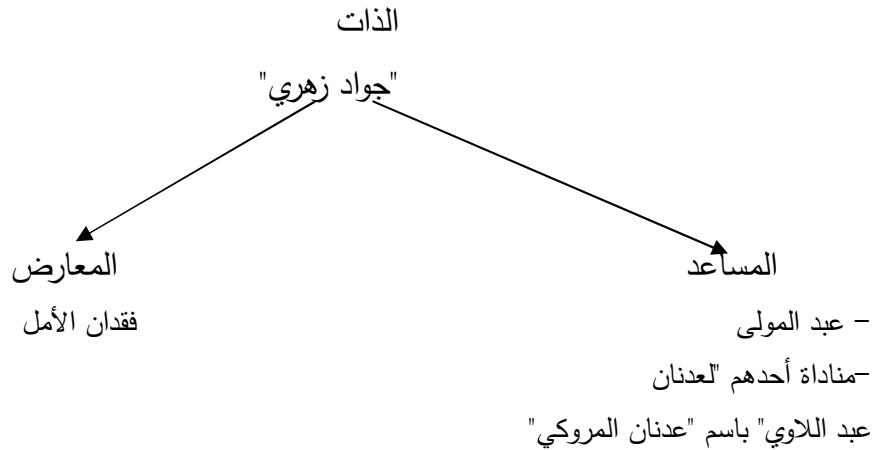 الذات
"جواد زهري"
المساعد
المعارض
– عبد المولى
فقدان الأمل
–مناداة أحدهم "لعدنان
عبد اللاوي" باسم "عدنان المروكي"